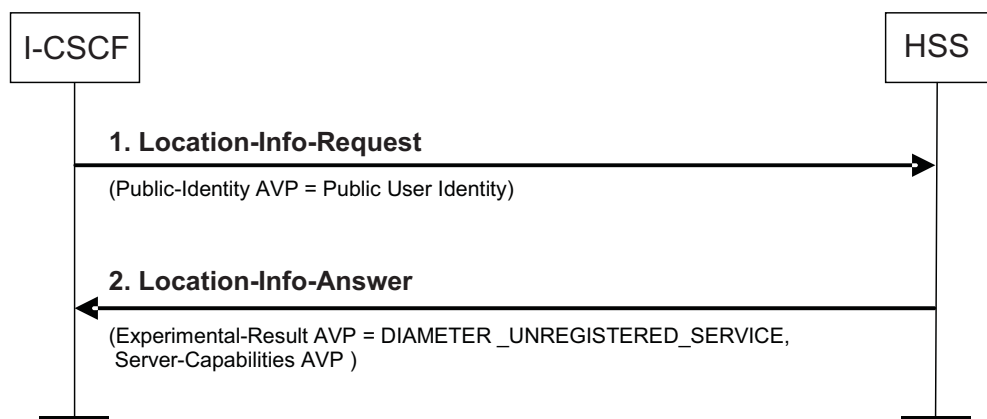 I-CSCF
HSS
1. Location-Info-Request
(Public-Identity AVP = Public User Identity)
2. Location-Info-Answer
(Experimental-Result AVP = DIAMETER _UNREGISTERED_SERVICE,
Server-Capabilities AVP )